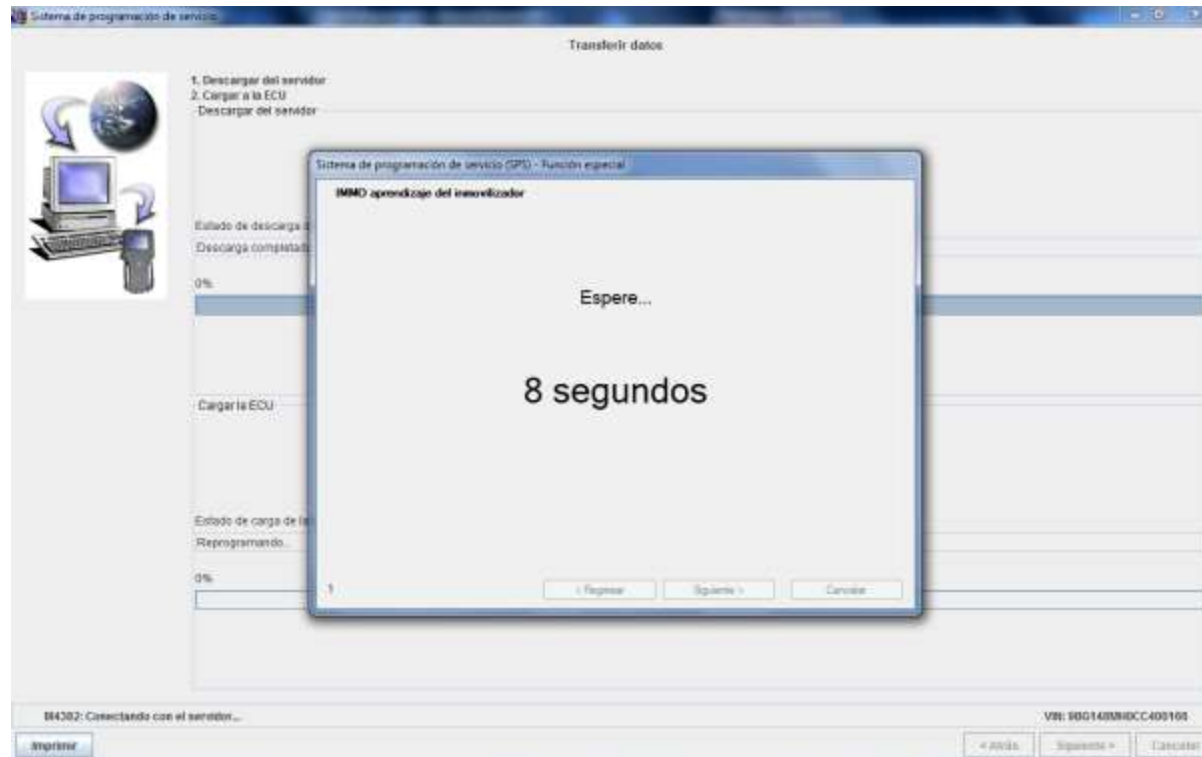 Sistema de programación de servicio
Transferir datos
1. Descargar del servidor
2. Cargar a la ECU
Descargar del servidor
Sistema de programación de servicio (SPS) - Función especial
IMMO aprendizaje del inmovilizador
Estado de descarga
Descarga completada
0%
Espere...
8 segundos
Cargar la ECU
Estado de carga de la
Reprogramando...
0%
1
< Regresar
Siguiente >
Cancelar
Conectando con el servidor...
VIN:
Imprimir
< Atrás
Siguiente >
Cancelar